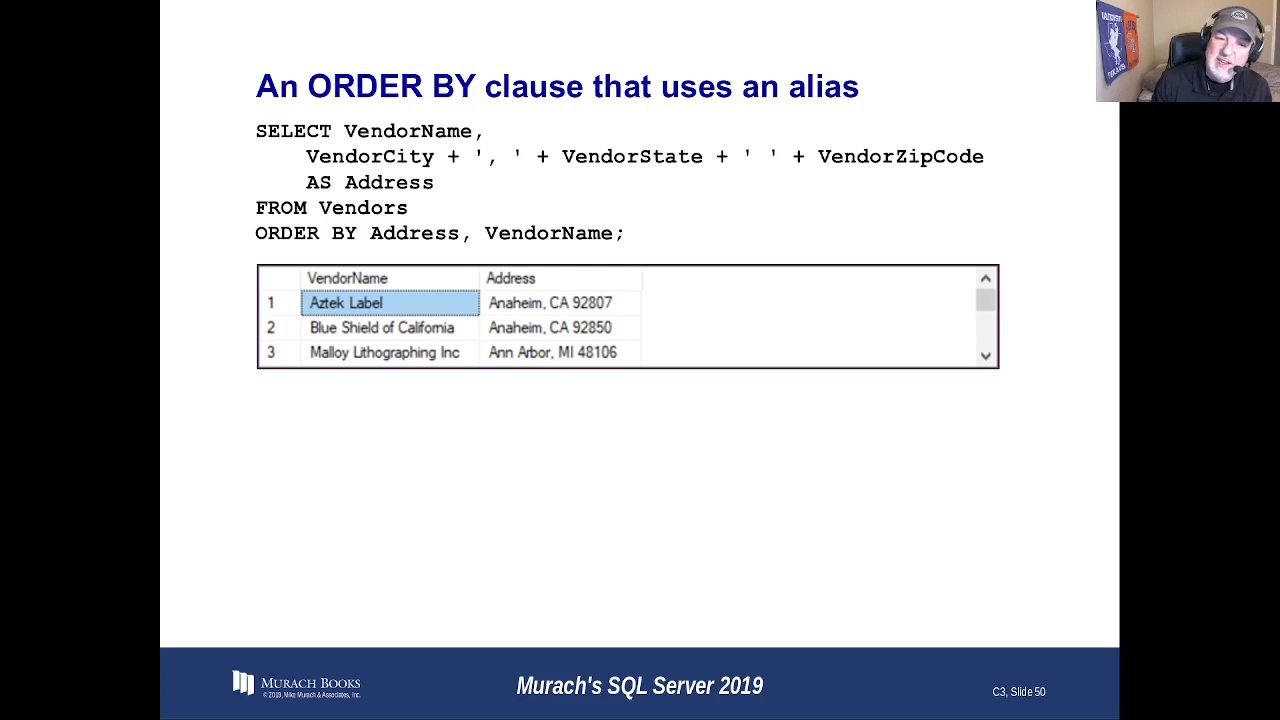 An ORDER BY clause that uses an alias
SELECT VendorName,
VendorCity + ', ' + VendorState + ' ' + VendorZipCode
AS Address
FROM Vendors
ORDER BY Address, VendorName;
VendorName Address
1 Aztek Label Anaheim, CA 92807
2 Blue Shield of California Anaheim, CA 92850
3 Malloy Lithographing Inc Ann Arbor, MI 48106
MURACH BOOKS
© 2019, Mike Murach & Associates, Inc.
Murach's SQL Server 2019
C3, Slide 50